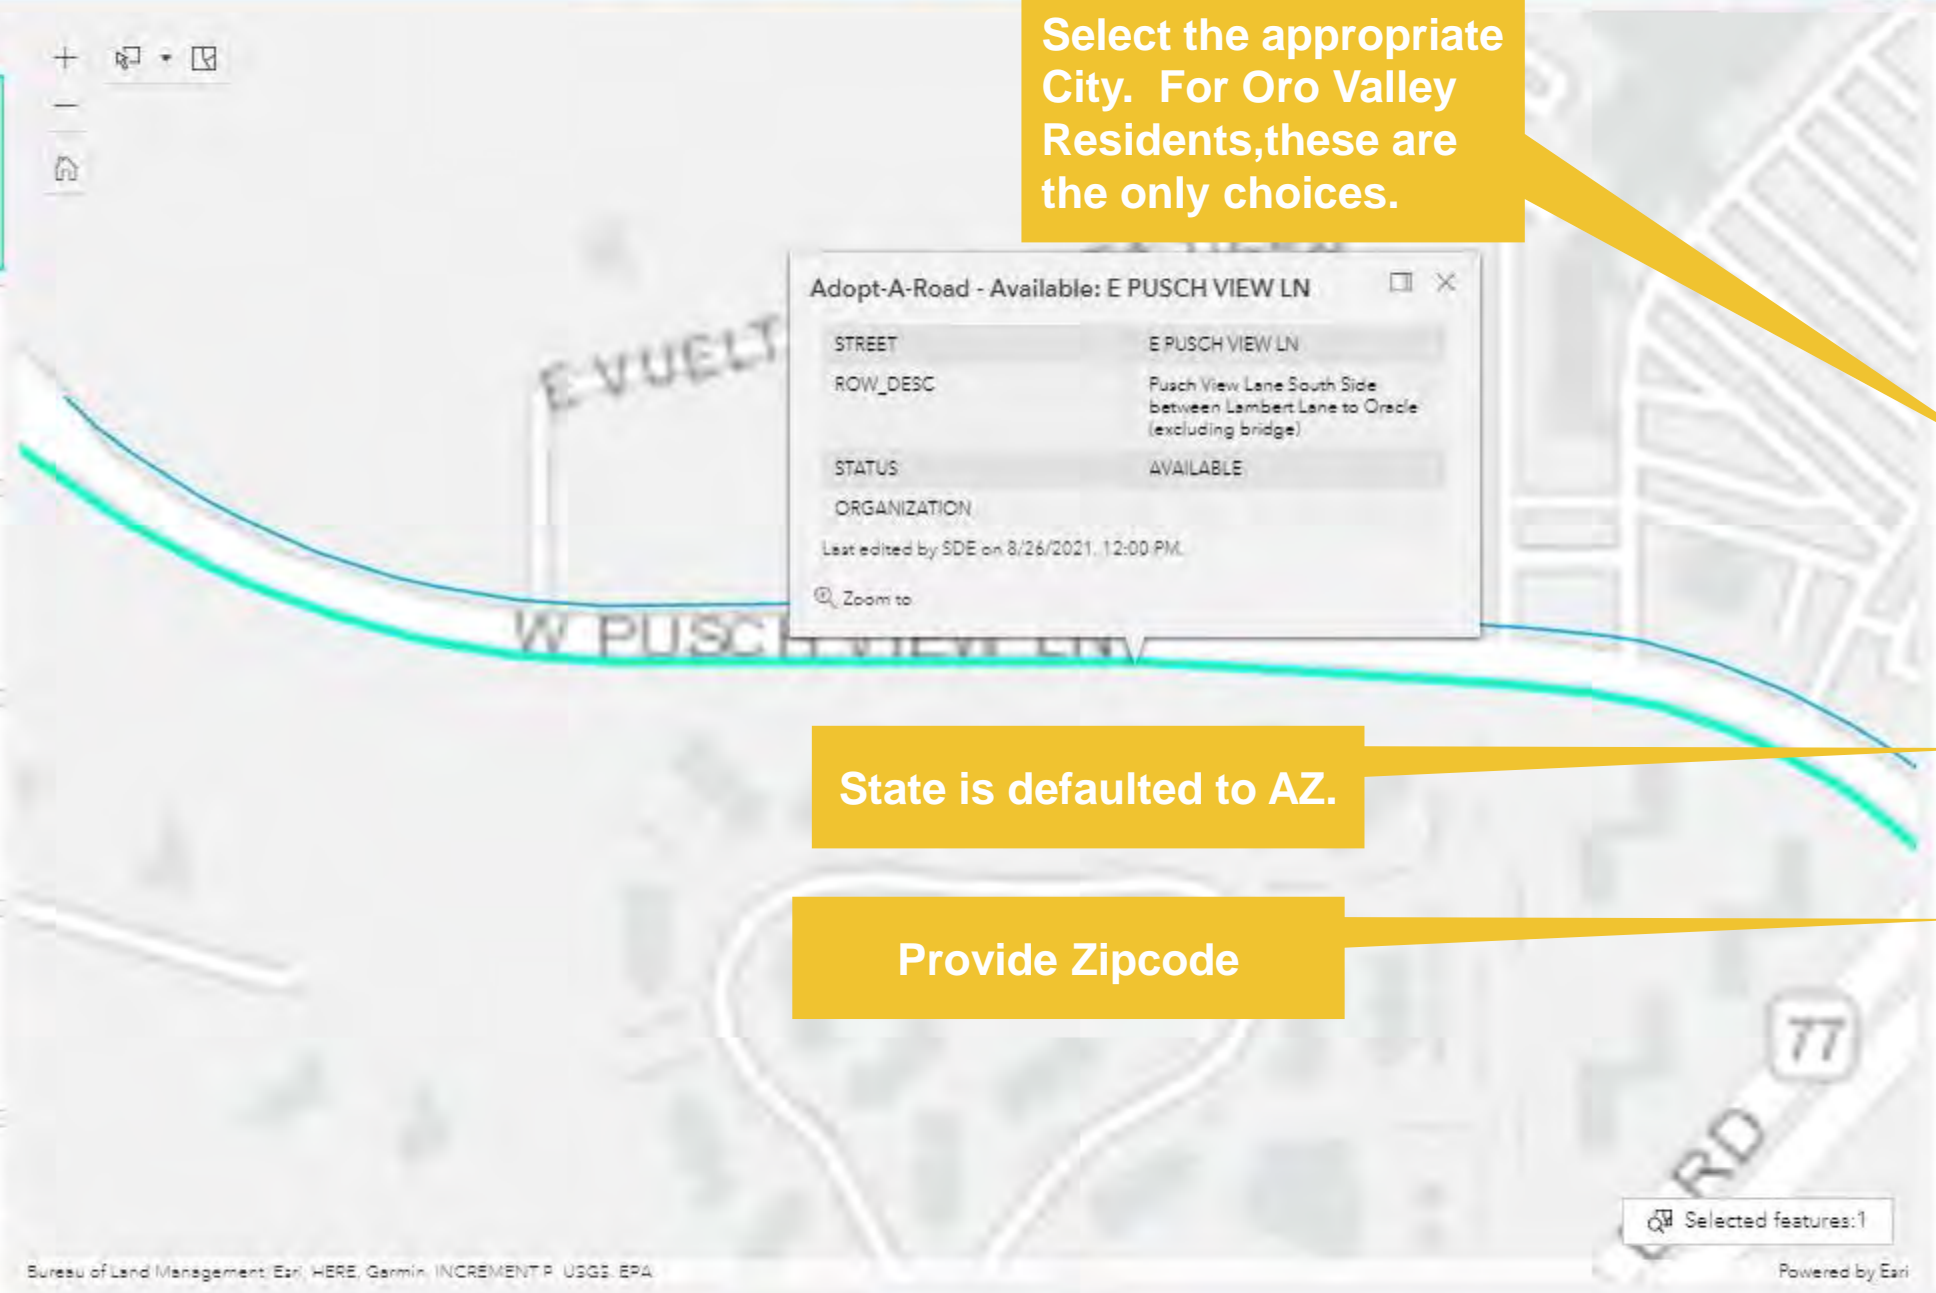 Select the appropriate
City.  For Oro Valley
Residents,these are
the only choices.
Adopt-A-Road - Available: E PUSCH VIEW LN
STREET E PUSCH VIEW LN
ROW_DESC Pusch View Lane South Side
between Lambert Lane to Oracle
(excluding bridge)
STATUS AVAILABLE
ORGANIZATION
Last edited by SDE on 8/26/2021, 12:00 PM.
Zoom to
E VUELT
W PUSCH VIEW LN
State is defaulted to AZ.
Provide Zipcode
77
RD
Selected features:1
Bureau of Land Management, Esri, HERE, Garmin, INCREMENT P, USGS, EPA
Powered by Esri